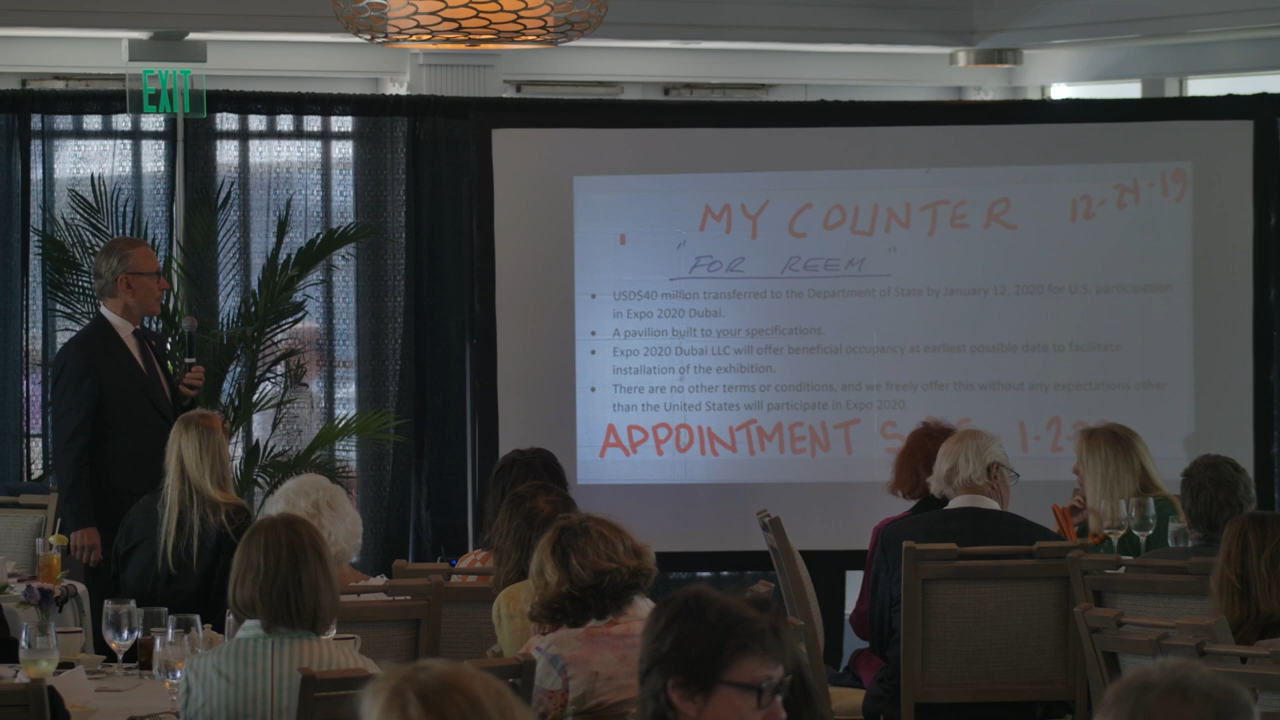 EXIT
MY COUNTER 12-24-19
"FOR REEM"
• USD$40 million transferred to the Department of State by January 12, 2020 for U.S. participation
in Expo 2020 Dubai.
• A pavilion built to your specifications.
• Expo 2020 Dubai LLC will offer beneficial occupancy at earliest possible date to facilitate
installation of the exhibition.
• There are no other terms or conditions, and we freely offer this without any expectations other
than the United States will participate in Expo 2020.
APPOINTMENT 1-2-